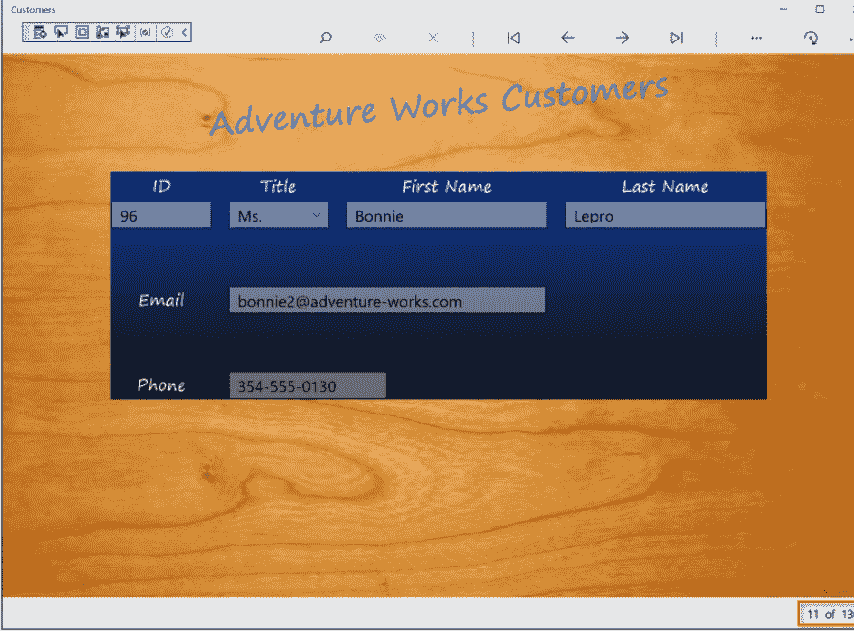 Customers
Adventure Works Customers
ID Title First Name Last Name
96 Ms. Bonnie Lepro
Email bonnie2@adventure-works.com
Phone 354-555-0130
11 of 13